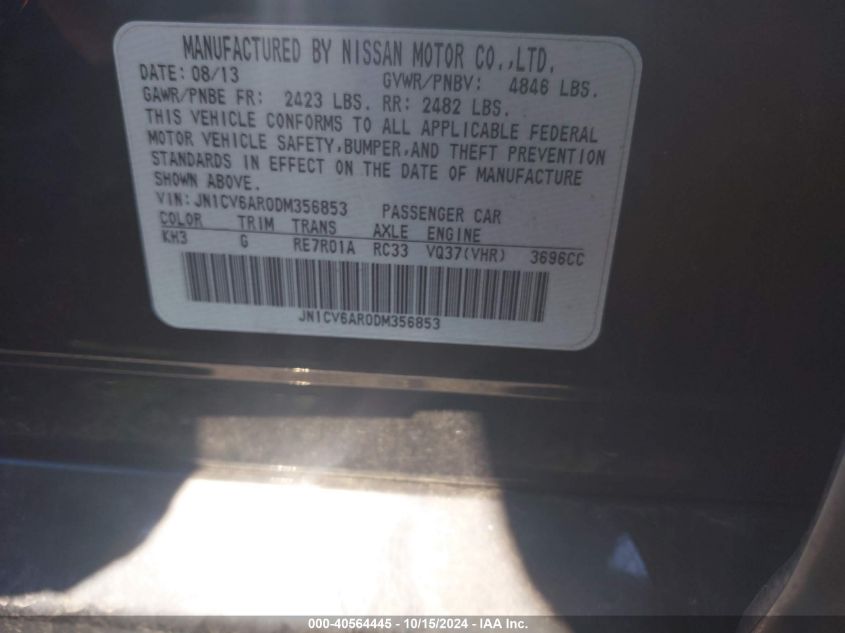 MANUFACTURED BY NISSAN MOTOR CO.,LTD.
DATE: 08/13 GVWR/PNBV: 4846 LBS.
GAWR/PNBE FR: 2423 LBS. RR: 2482 LBS.
THIS VEHICLE CONFORMS TO ALL APPLICABLE FEDERAL
MOTOR VEHICLE SAFETY,BUMPER,AND THEFT PREVENTION
STANDARDS IN EFFECT ON THE DATE OF MANUFACTURE
SHOWN ABOVE.
VIN: JN1CV6AR0DM356853 PASSENGER CAR
COLOR TRIM TRANS AXLE ENGINE
KH3 G RE7R01A RC33 VQ37(VHR) 3696CC
JN1CV6AR0DM356853
000-40564445 - 10/15/2024 - IAA Inc.